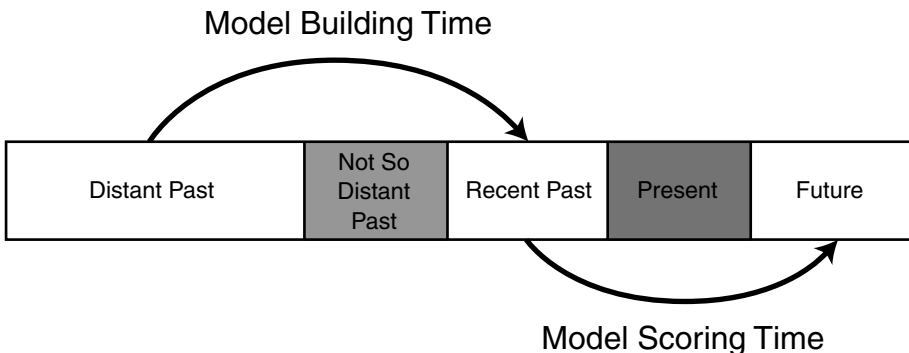 Model Building Time
Distant Past
Not So
Distant
Past
Recent Past
Present
Future
Model Scoring Time